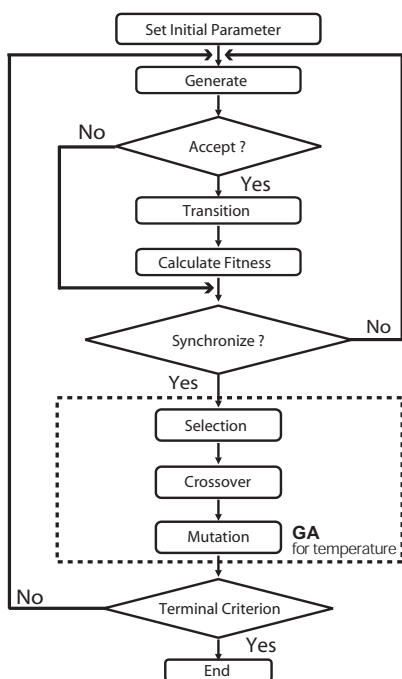 Set Initial Parameter
Generate
No
Accept ?
Yes
Transition
Calculate Fitness
Synchronize ?
No
Yes
Selection
Crossover
Mutation
GA
for temperature
No
Terminal Criterion
Yes
End